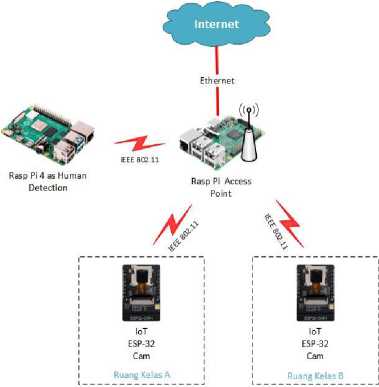 Internet
Ethernet
IEEE 802.11
Rasp Pi 4 as Human
Detection
Rasp Pi Access
Point
IEEE 802.11
IEEE 802.11
IoT
ESP-32
Cam
Ruang Kelas A
IoT
ESP-32
Cam
Ruang Kelas B